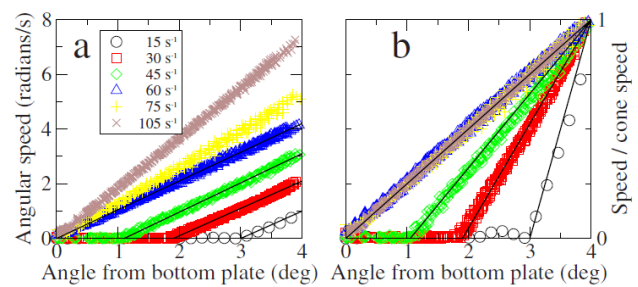 a
b
Angular speed (radians/s)
8
6
4
2
0
15 s⁻¹
30 s⁻¹
45 s⁻¹
60 s⁻¹
75 s⁻¹
105 s⁻¹
0 1 2 3 4
Angle from bottom plate (deg)
0 1 2 3 4
Angle from bottom plate (deg)
1
0
Speed / cone speed